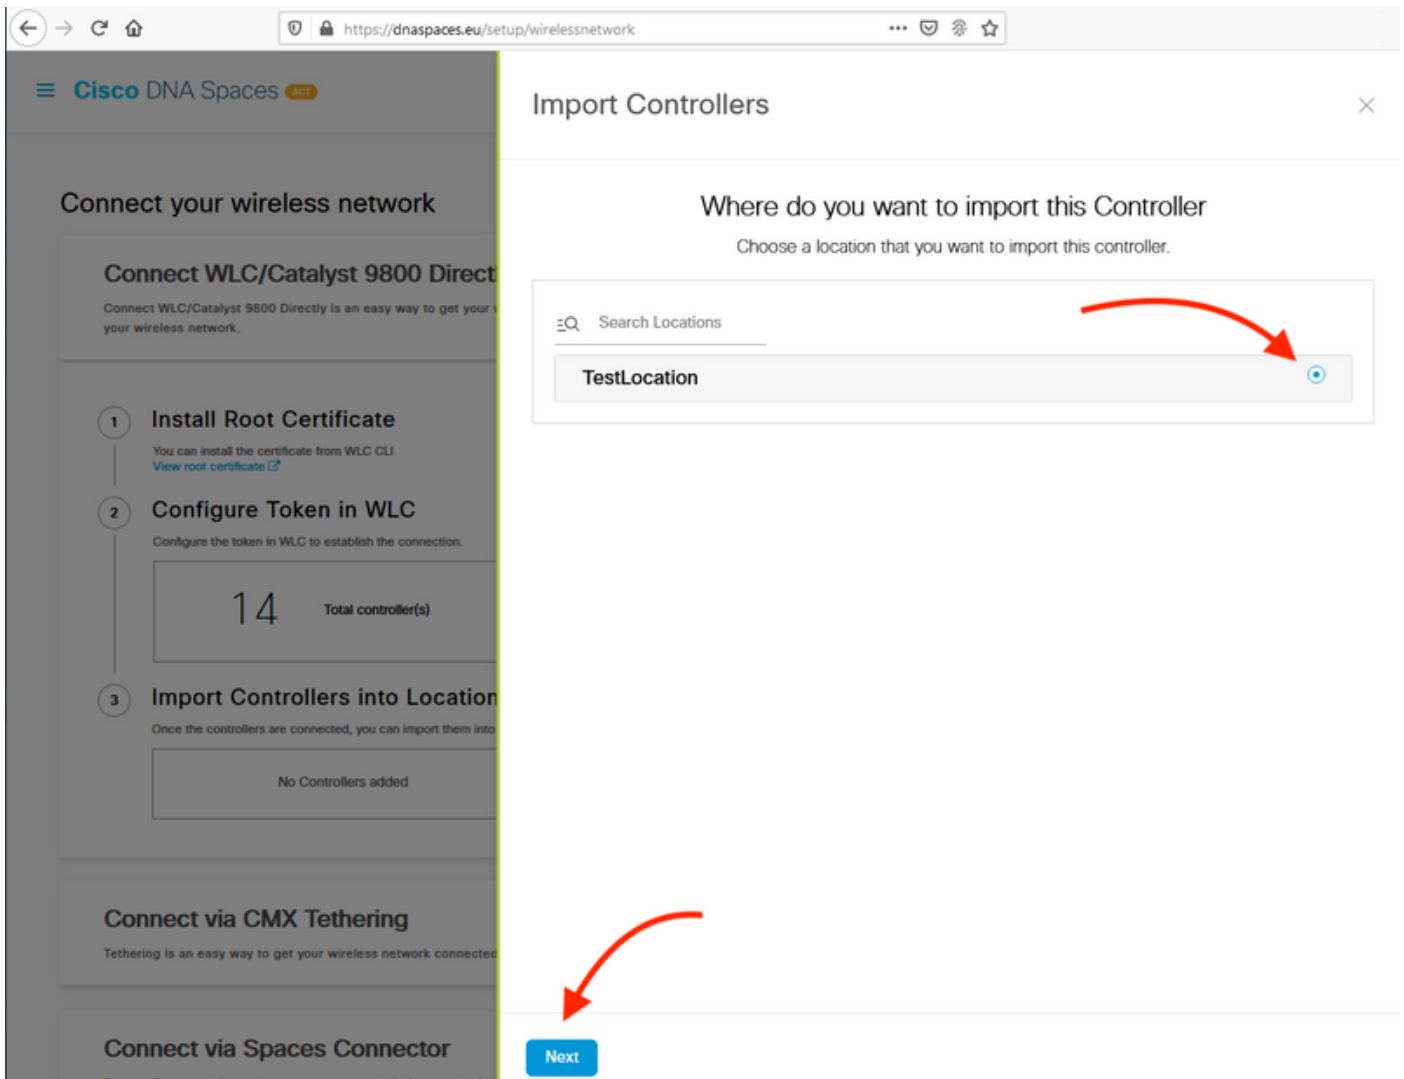 https://dnaspaces.eu/setup/wirelessnetwork
Cisco DNA Spaces ACT
Connect your wireless network
Connect WLC/Catalyst 9800 Directl
Connect WLC/Catalyst 9800 Directly is an easy way to get your
your wireless network.
1 Install Root Certificate
You can install the certificate from WLC CLI
View root certificate
2 Configure Token in WLC
Configure the token in WLC to establish the connection.
14 Total controller(s)
3 Import Controllers into Location
Once the controllers are connected, you can import them into
No Controllers added
Connect via CMX Tethering
Tethering is an easy way to get your wireless network connected
Connect via Spaces Connector
Import Controllers
Where do you want to import this Controller
Choose a location that you want to import this controller.
Search Locations
TestLocation
Next